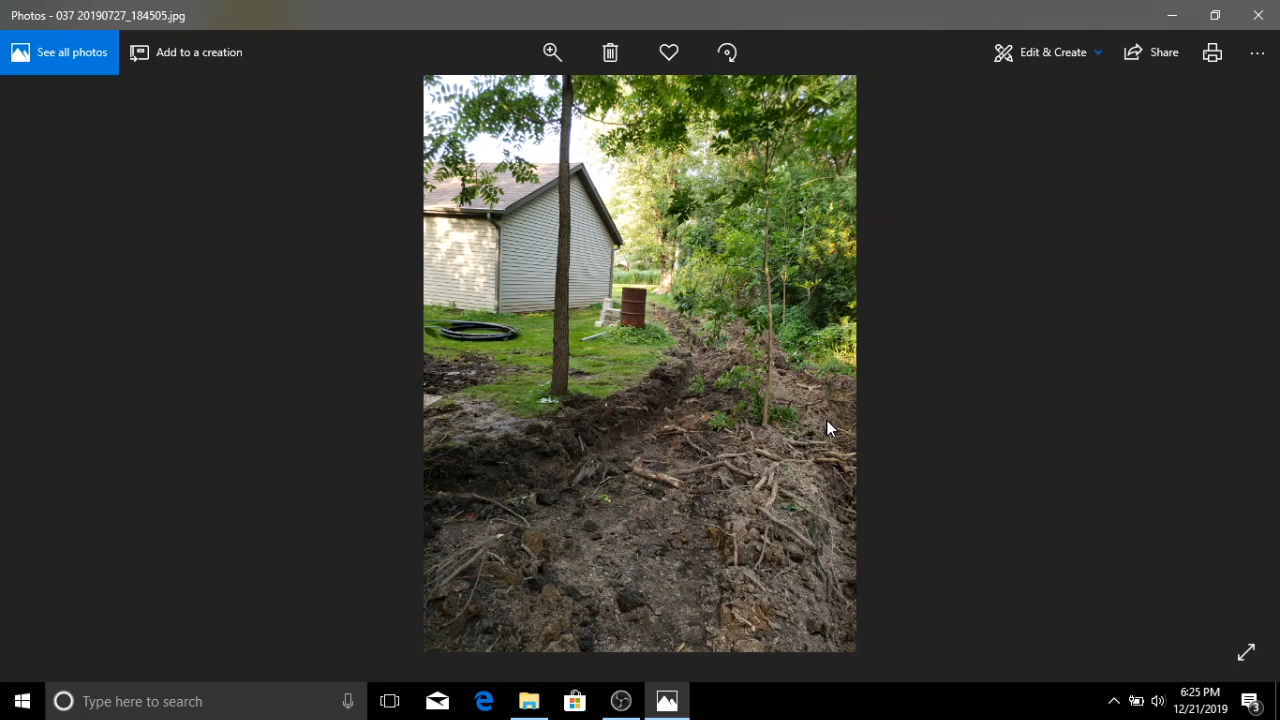 Photos - 037 20190727_184505.jpg
See all photos
Add to a creation
Edit & Create
Share
Type here to search
6:25 PM
12/21/2019
3